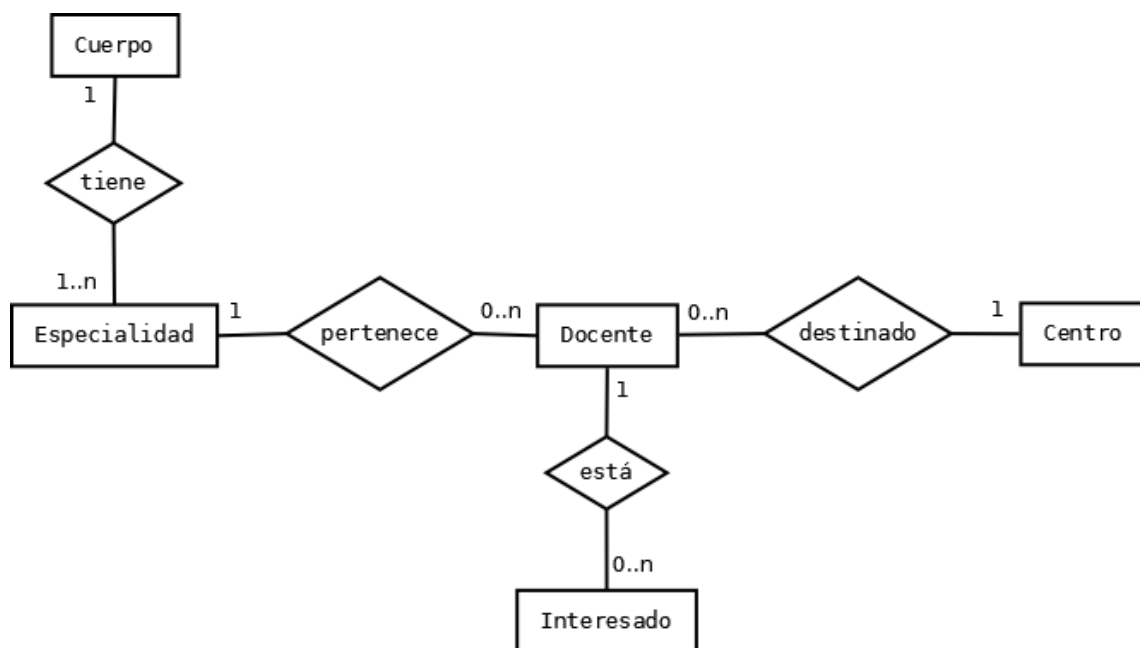 Cuerpo
1
tiene
1..n
Especialidad
1
pertenece
0..n
Docente
0..n
destinado
1
Centro
1
está
0..n
Interesado